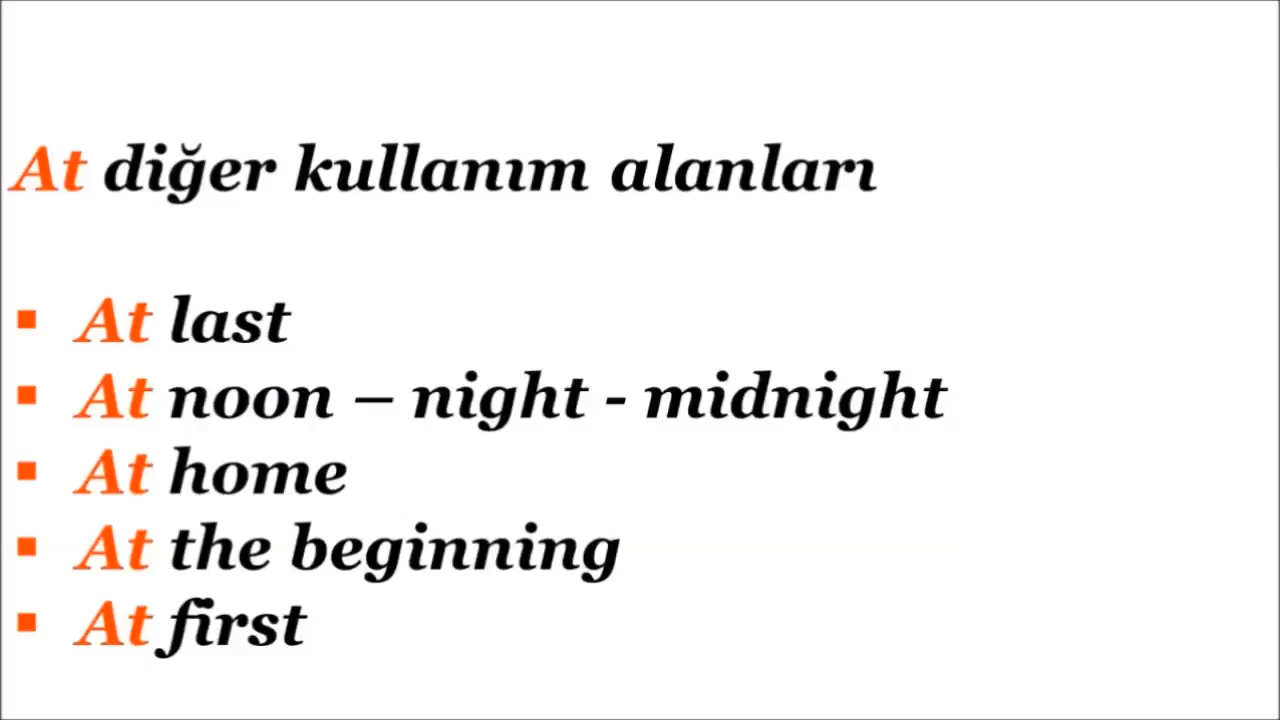 At diğer kullanım alanları
▪ At last
▪ At noon – night - midnight
▪ At home
▪ At the beginning
▪ At first